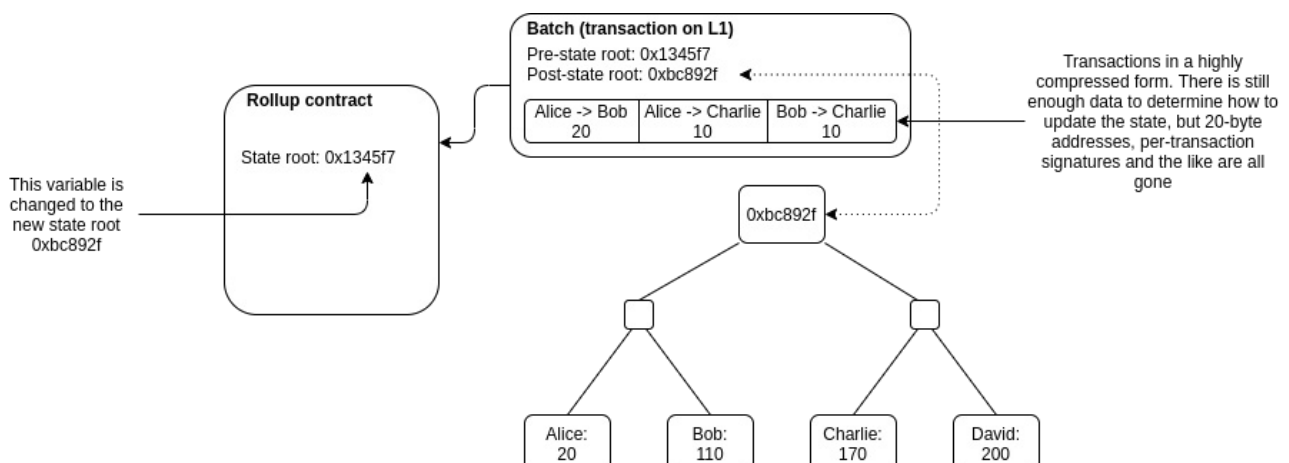 Batch (transaction on L1)
Pre-state root: 0x1345f7
Post-state root: 0xbc892f
Alice -> Bob
20
Alice -> Charlie
10
Bob -> Charlie
10
Transactions in a highly
compressed form. There is still
enough data to determine how to
update the state, but 20-byte
addresses, per-transaction
signatures and the like are all
gone
Rollup contract
State root: 0x1345f7
This variable is
changed to the
new state root
0xbc892f
0xbc892f
Alice:
20
Bob:
110
Charlie:
170
David:
200